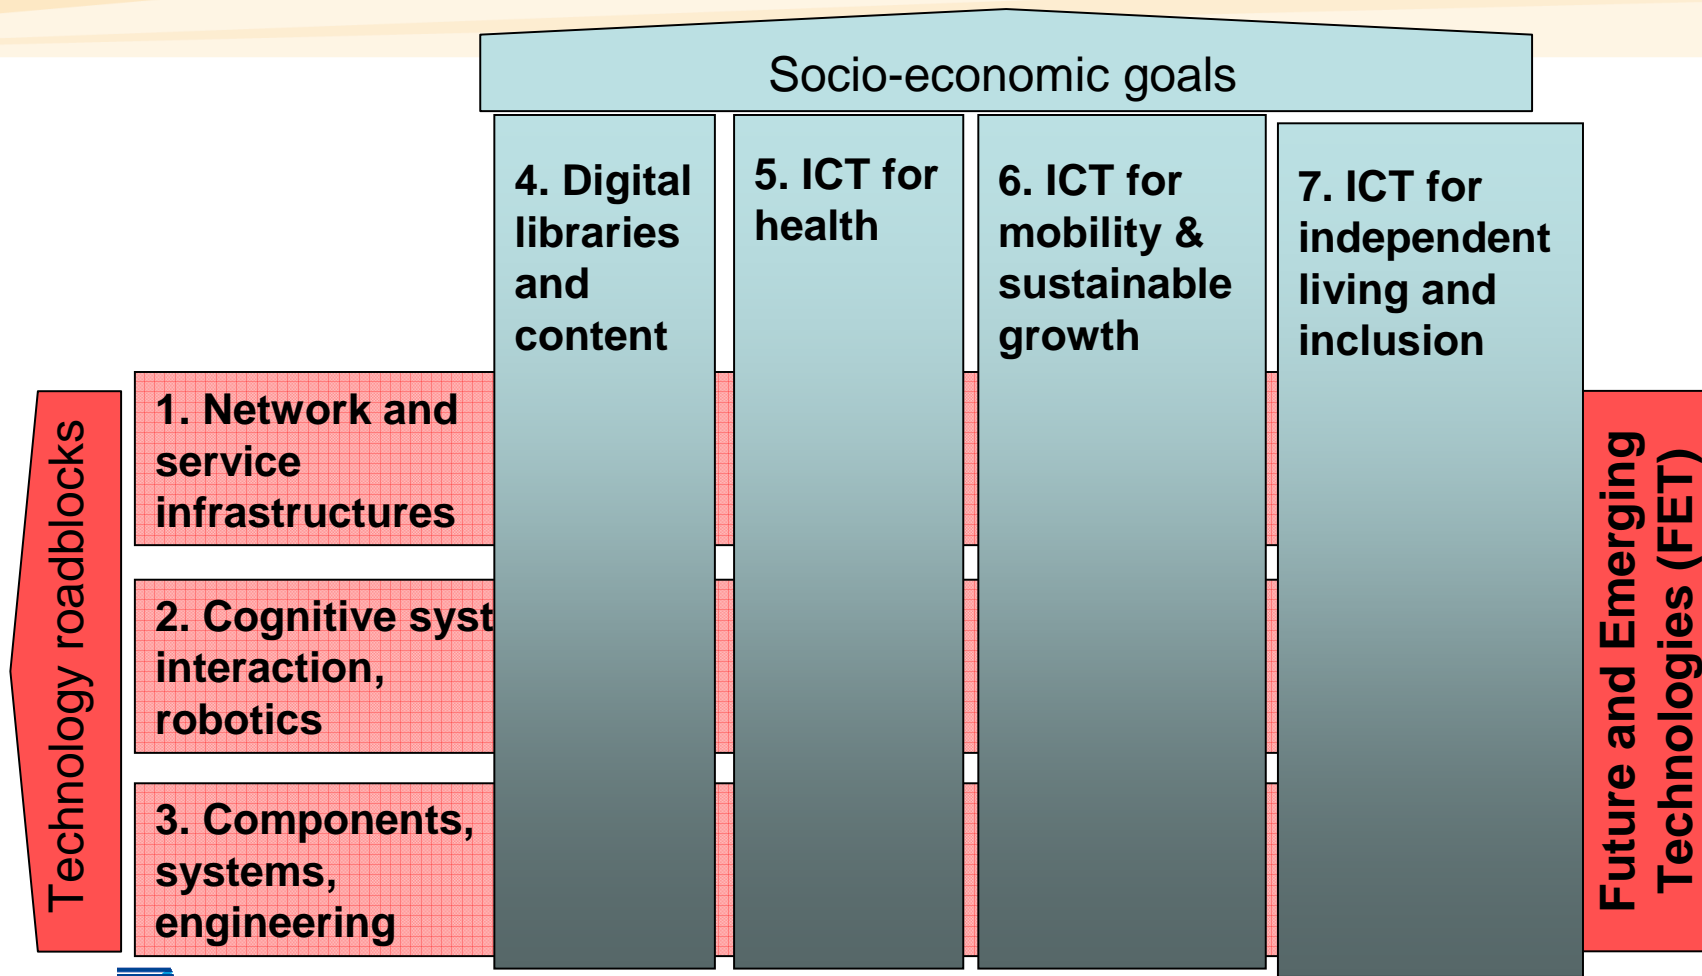 Socio-economic goals
4. Digital
libraries
and
content
5. ICT for
health
6. ICT for
mobility &
sustainable
growth
7. ICT for
independent
living and
inclusion
Technology roadblocks
1. Network and
service
infrastructures
2. Cognitive syst
interaction,
robotics
3. Components,
systems,
engineering
Future and Emerging
Technologies (FET)